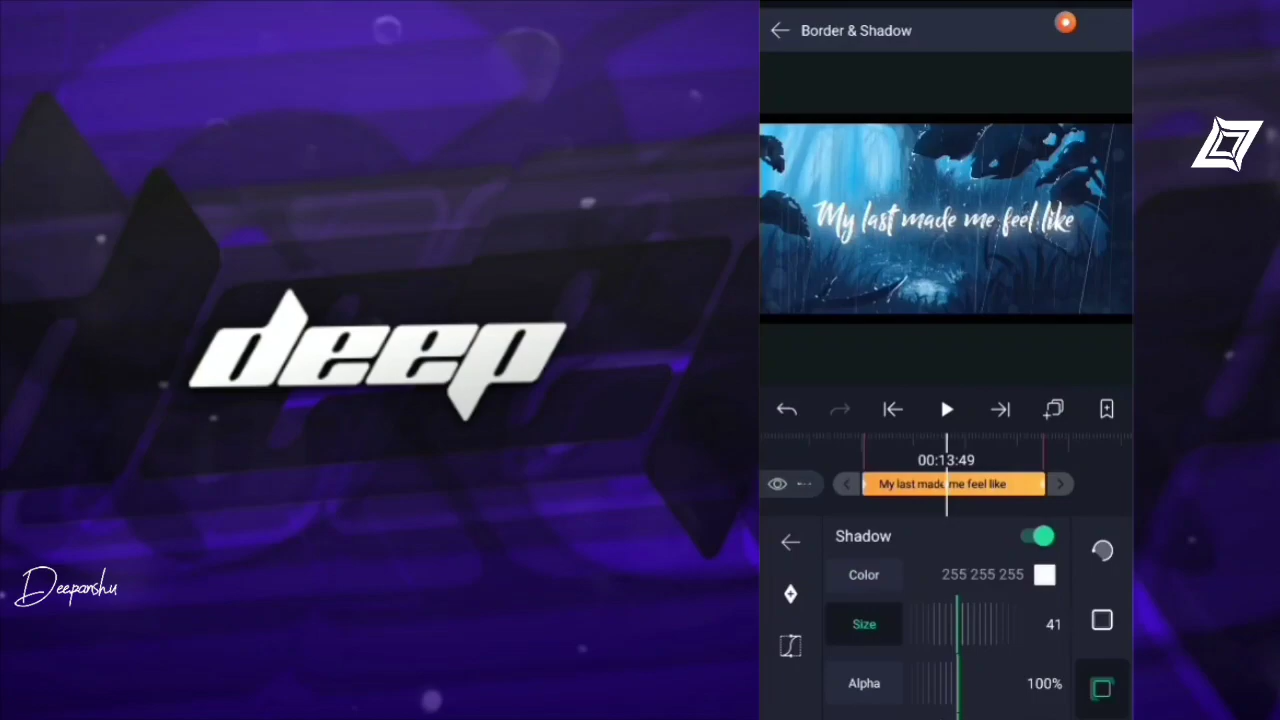 deep
Deepanshu
Border & Shadow
My last made me feel like
00:13:49
My last made me feel like
Shadow
Color 255 255 255
Size 41
Alpha 100%